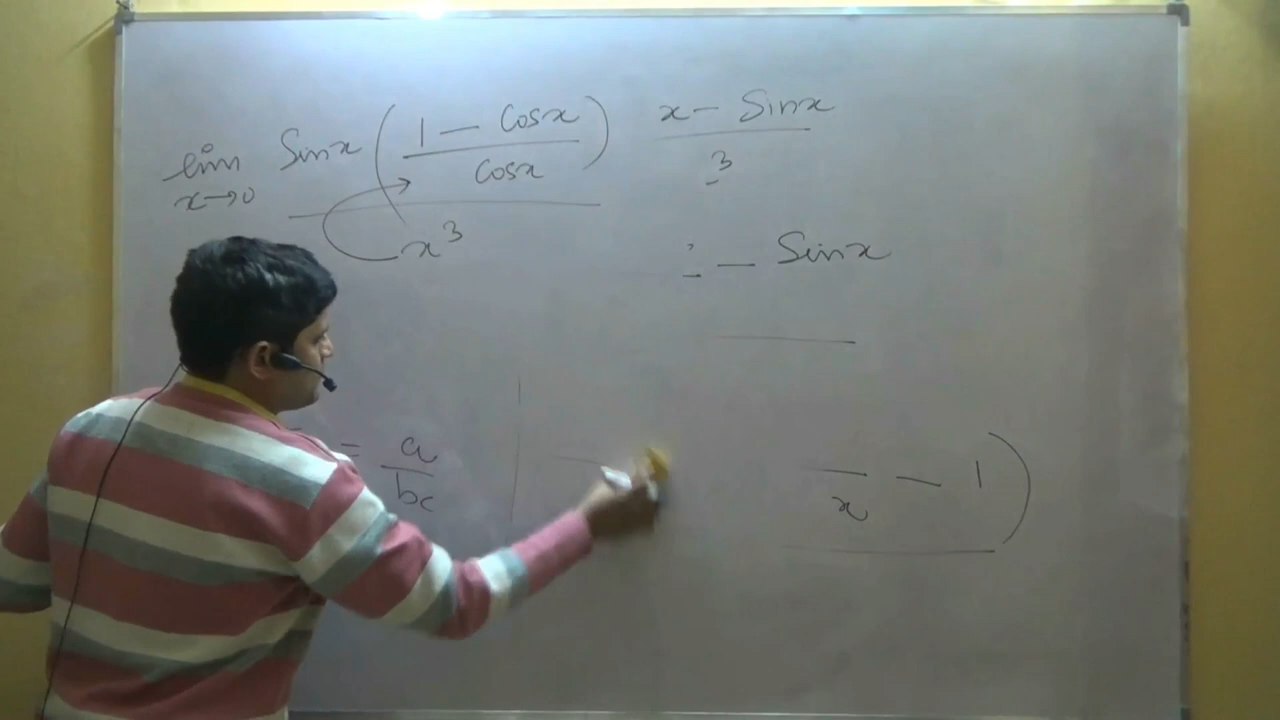 lim x→0 Sinx ( 1 - Cosx / Cosx ) / x³
x - Sinx / 3
- Sinx
= a / bc
/ x - 1 )